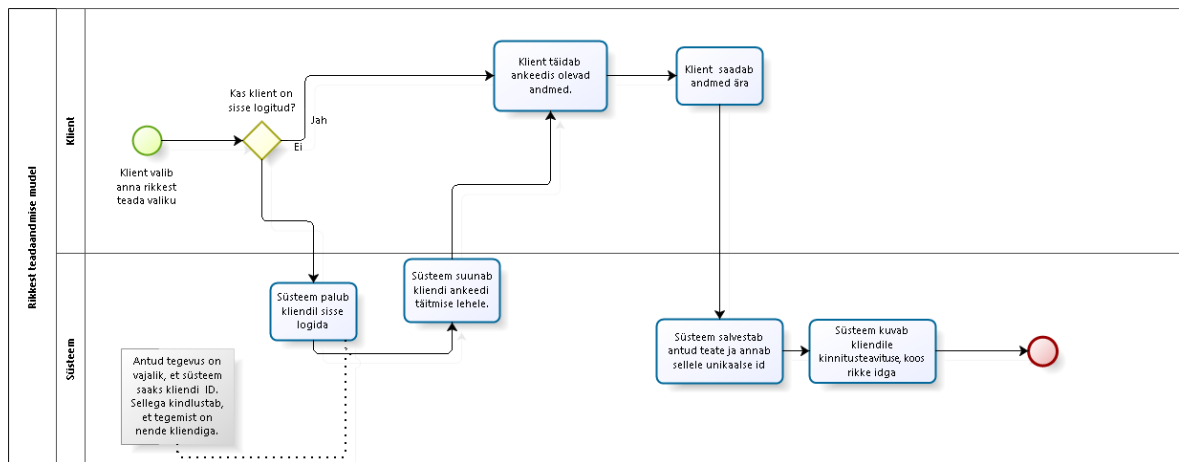 Rikkest teadaandmise mudel
Klient
Süsteem
Klient valib
anna rikkest
teada valiku
Kas klient on
sisse logitud?
Jah
Ei
Klient täidab
ankeedis olevad
andmed.
Klient saadab
andmed ära
Süsteem palub
kliendil sisse
logida
Süsteem suunab
kliendi ankeedi
täitmise lehele.
Süsteem salvestab
antud teate ja annab
sellele unikaalse id
Süsteem kuvab
kliendile
kinnitusteavituse, koos
rikke idga
Antud tegevus on
vajalik, et süsteem
saaks kliendi ID.
Sellega kindlustab,
et tegemist on
nende kliendiga.